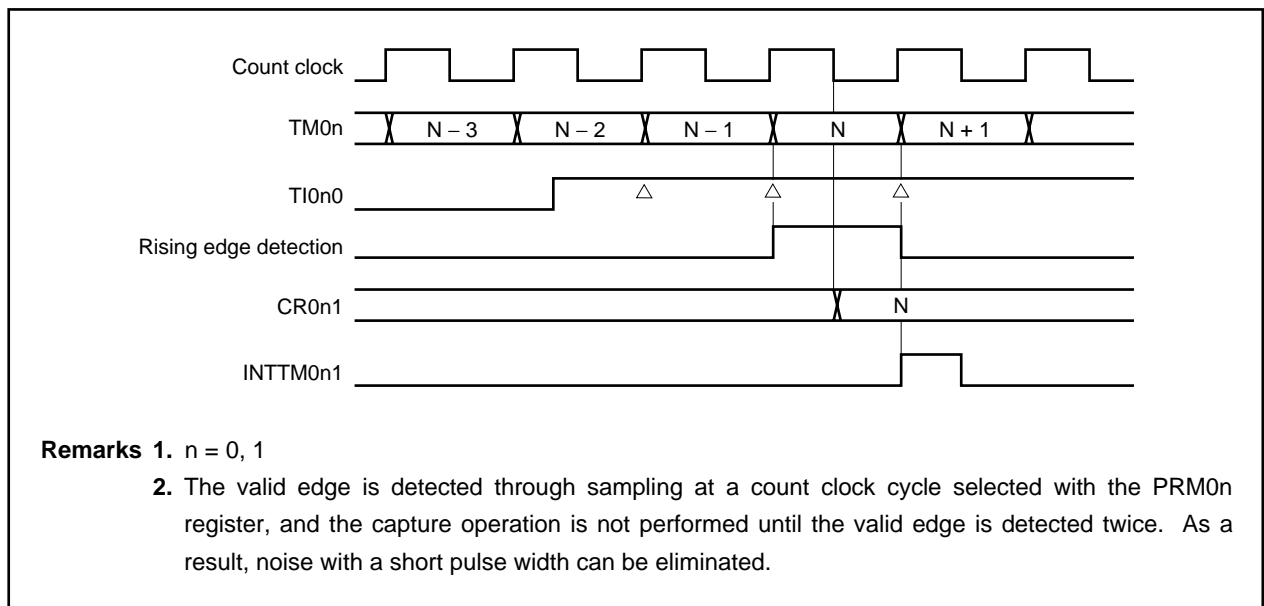 Count clock
TM0n N – 3 N – 2 N – 1 N N + 1
TI0n0
Rising edge detection
CR0n1 N
INTTM0n1
Remarks 1. n = 0, 1
2. The valid edge is detected through sampling at a count clock cycle selected with the PRM0n
register, and the capture operation is not performed until the valid edge is detected twice. As a
result, noise with a short pulse width can be eliminated.